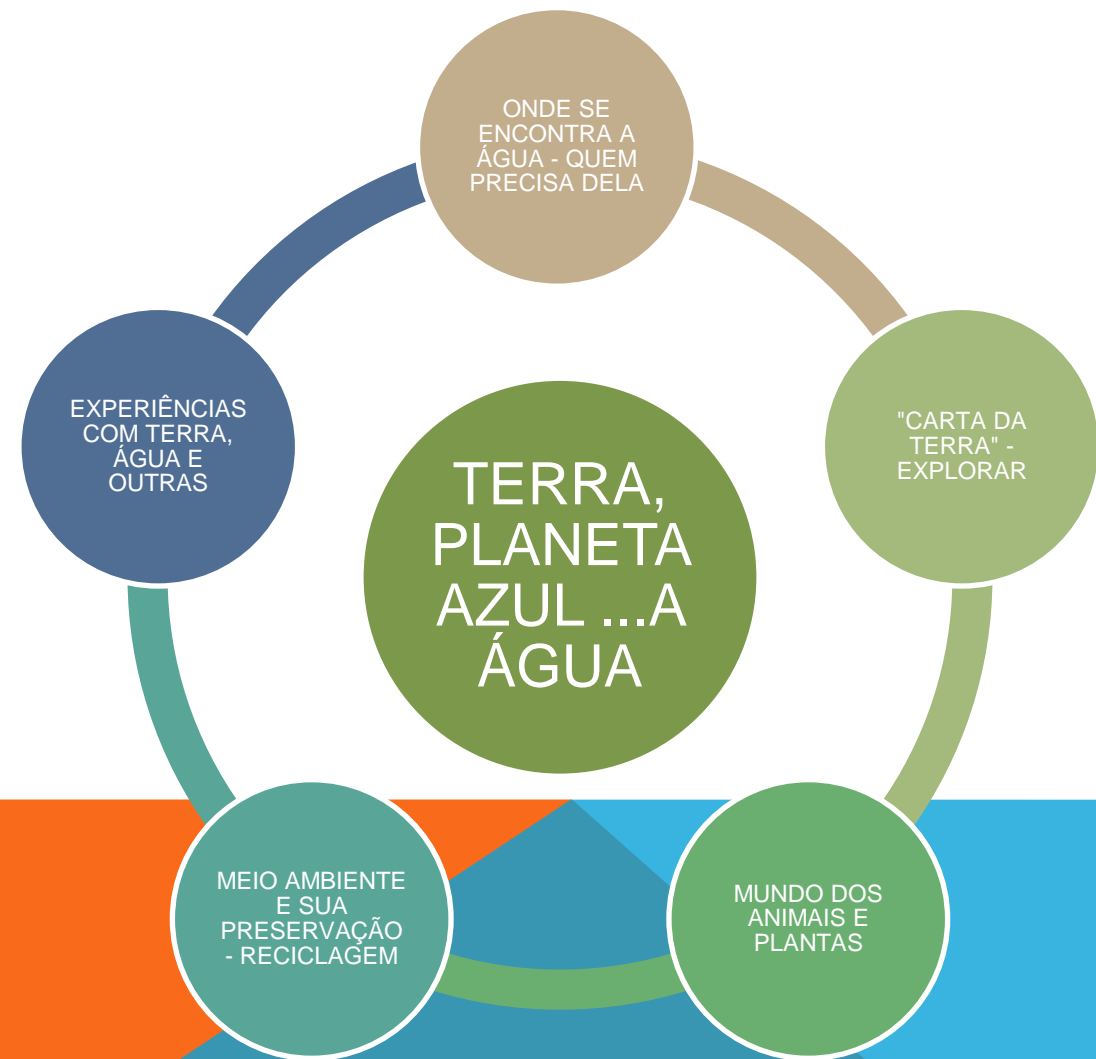 ONDE SE
ENCONTRA A
ÁGUA - QUEM
PRECISA DELA
"CARTA DA
TERRA" -
EXPLORAR
MUNDO DOS
ANIMAIS E
PLANTAS
MEIO AMBIENTE
E SUA
PRESERVAÇÃO
- RECICLAGEM
EXPERIÊNCIAS
COM TERRA,
ÁGUA E
OUTRAS
TERRA,
PLANETA
AZUL ...A
ÁGUA